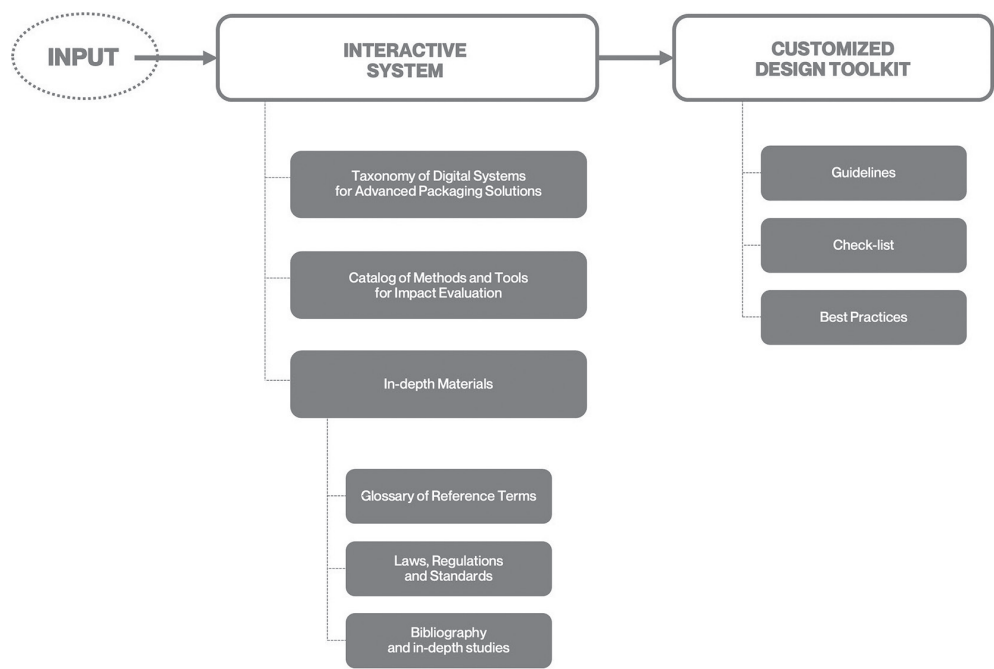 INPUT
INTERACTIVE
SYSTEM
CUSTOMIZED
DESIGN TOOLKIT
Taxonomy of Digital Systems
for Advanced Packaging Solutions
Catalog of Methods and Tools
for Impact Evaluation
In-depth Materials
Glossary of Reference Terms
Laws, Regulations
and Standards
Bibliography
and in-depth studies
Guidelines
Check-list
Best Practices